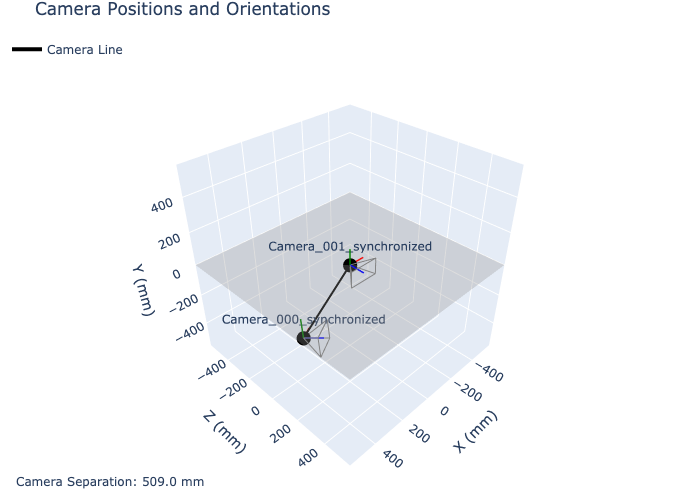 Camera Positions and Orientations
Camera Line
400
200
0
−200
−400
Y (mm)
Camera_001_synchronized
Camera_000_synchronized
−400
−200
0
200
400
Z (mm)
−400
−200
0
200
400
X (mm)
Camera Separation: 509.0 mm